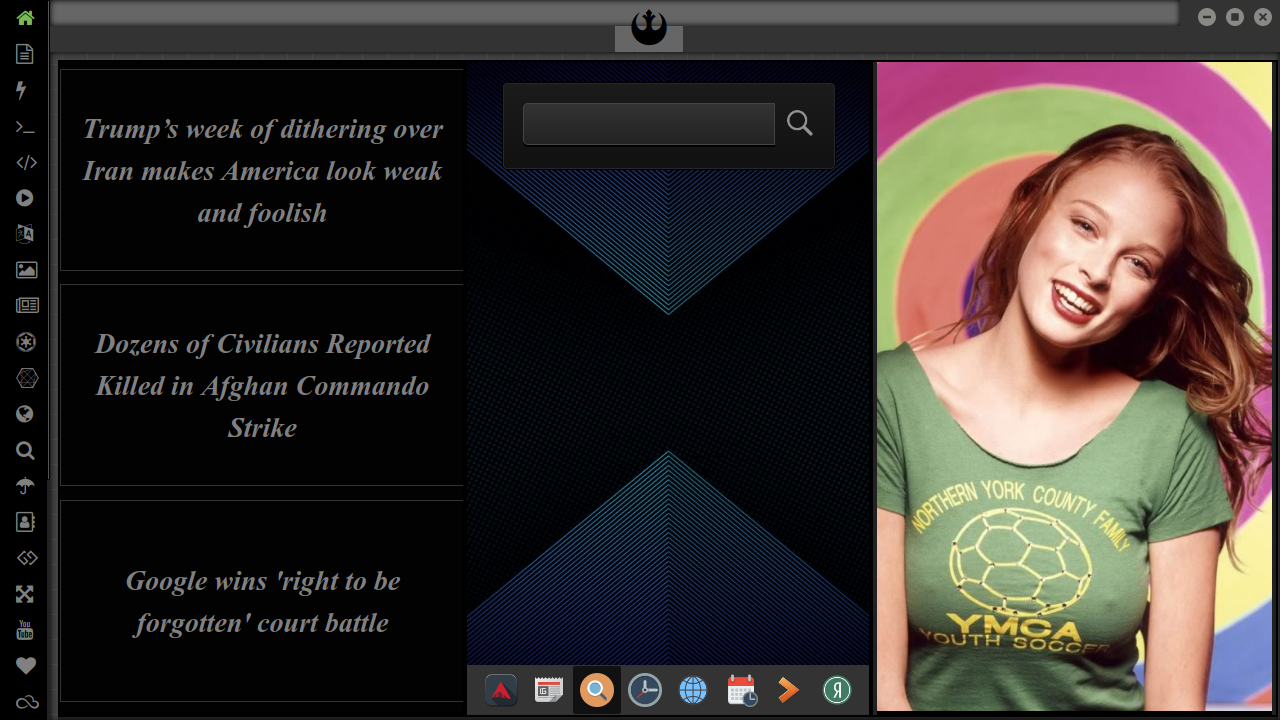 Trump’s week of dithering over
Iran makes America look weak
and foolish
Dozens of Civilians Reported
Killed in Afghan Commando
Strike
Google wins 'right to be
forgotten' court battle
NORTHERN YORK COUNTY FAMILY
YMCA
YOUTH SOCCER
You
Tube
Я